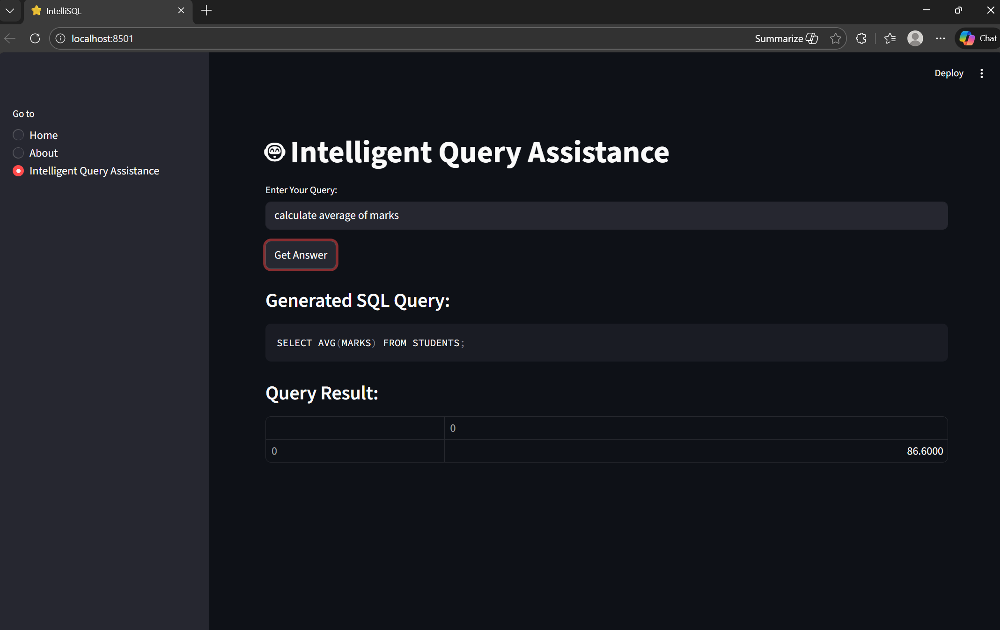 IntelliSQL
localhost:8501
Summarize
Chat
Deploy
Go to
Home
About
Intelligent Query Assistance
Intelligent Query Assistance
Enter Your Query:
calculate average of marks
Get Answer
Generated SQL Query:
SELECT AVG(MARKS) FROM STUDENTS;
Query Result:
0
0 86.6000